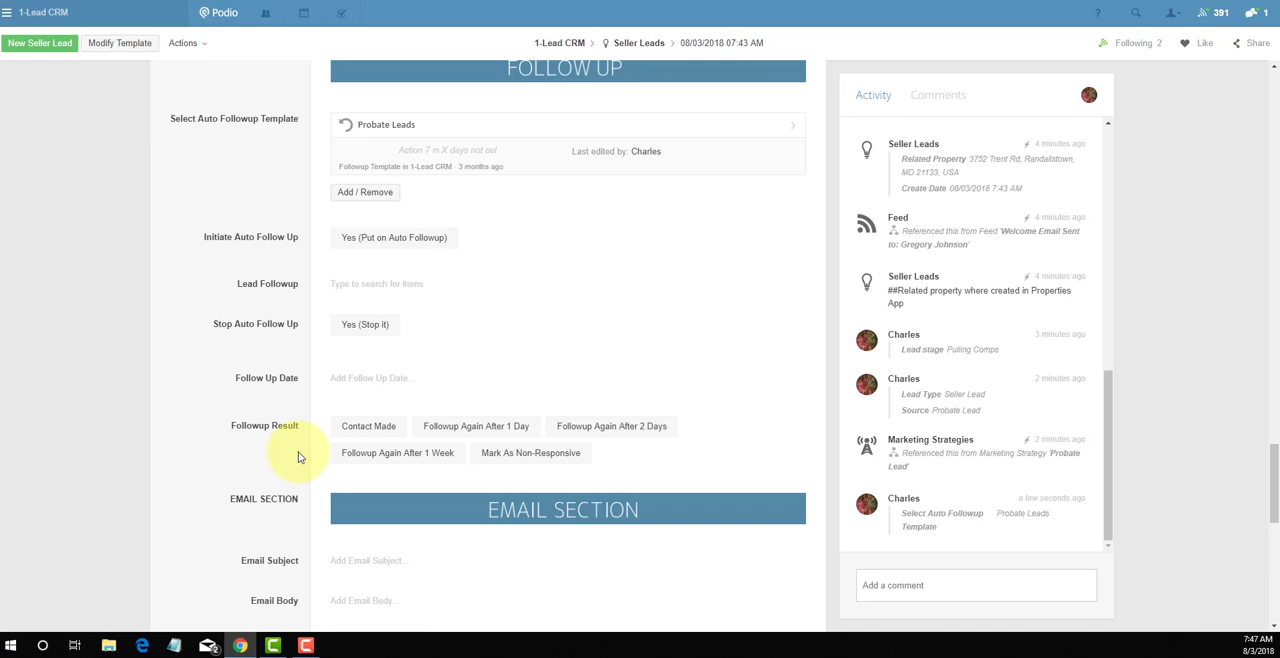 1-Lead CRM
Podio
?
391
1
New Seller Lead
Modify Template
Actions
1-Lead CRM > Seller Leads > 08/03/2018 07:43 AM
Following 2
Like
Share
FOLLOW UP
Select Auto Followup Template
Probate Leads
Action 7 in X days not set.
Last edited by: Charles
Followup Template in 1-Lead CRM · 3 months ago
Add / Remove
Initiate Auto Follow Up
Yes (Put on Auto Followup)
Lead Followup
Type to search for items
Stop Auto Follow Up
Yes (Stop it)
Follow Up Date
Add Follow Up Date...
Followup Result
Contact Made
Followup Again After 1 Day
Followup Again After 2 Days
Followup Again After 1 Week
Mark As Non-Responsive
EMAIL SECTION
EMAIL SECTION
Email Subject
Add Email Subject...
Email Body
Add Email Body...
Activity
Comments
Seller Leads
4 minutes ago
Related Property 3752 Trent Rd, Randallstown,
MD 21133, USA
Create Date 08/03/2018 7:43 AM
Feed
4 minutes ago
Referenced this from Feed 'Welcome Email Sent
to: Gregory Johnson'
Seller Leads
4 minutes ago
##Related property where created in Properties
App
Charles
3 minutes ago
Lead stage Pulling Comps
Charles
2 minutes ago
Lead Type Seller Lead
Source Probate Lead
Marketing Strategies
2 minutes ago
Referenced this from Marketing Strategy 'Probate
Lead'
Charles
a few seconds ago
Select Auto Followup Probate Leads
Template
Add a comment
2
7:47 AM
8/3/2018